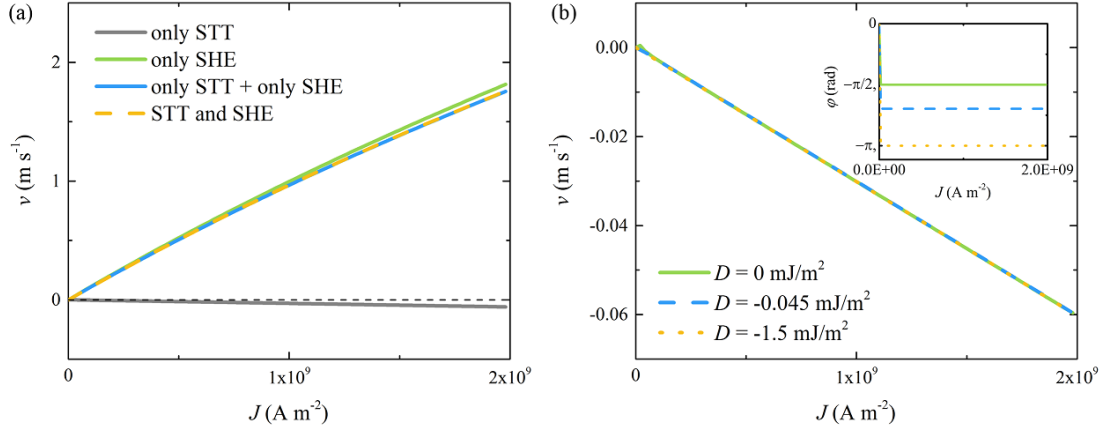 (a)
2
1
0
v (m s⁻¹)
only STT
only SHE
only STT + only SHE
STT and SHE
0
1x10⁹
2x10⁹
J (A m⁻²)
(b)
0.00
-0.02
-0.04
-0.06
v (m s⁻¹)
D = 0 mJ/m²
D = -0.045 mJ/m²
D = -1.5 mJ/m²
0
1x10⁹
2x10⁹
J (A m⁻²)
0
−π/2,
−π,
φ (rad)
0.0E+00
2.0E+09
J (A m⁻²)